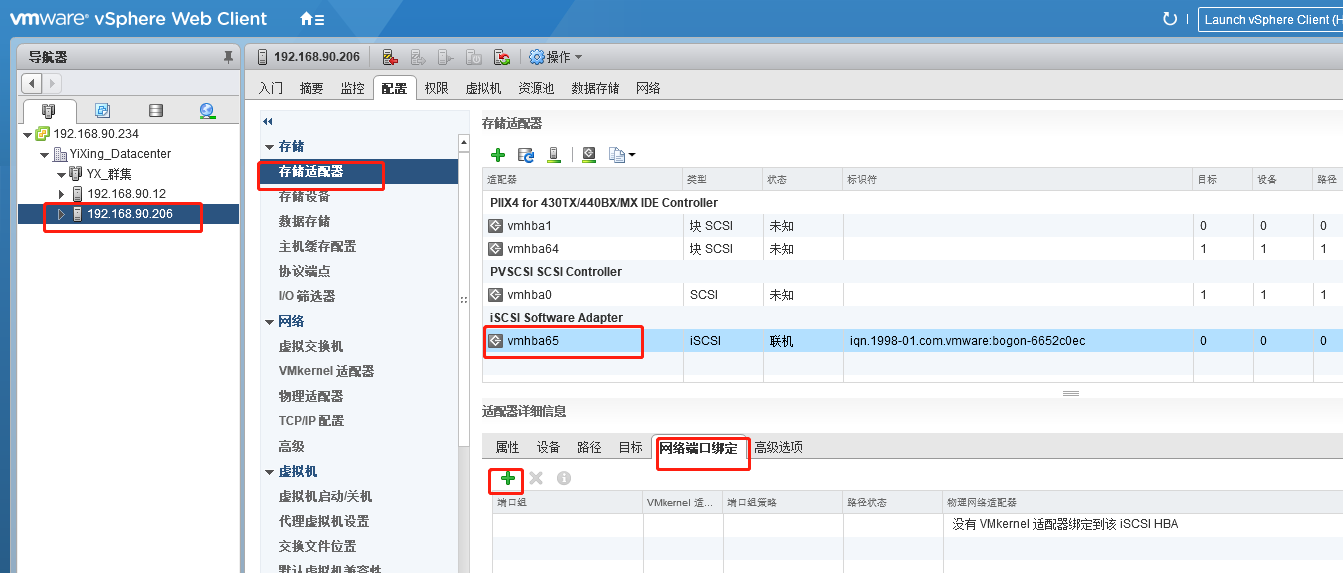 vmware® vSphere Web Client
Launch vSphere Client (H
导航器
192.168.90.234
YiXing_Datacenter
YX_群集
192.168.90.12
192.168.90.206
192.168.90.206 操作
入门 摘要 监控 配置 权限 虚拟机 资源池 数据存储 网络
存储
存储适配器
存储设备
数据存储
主机缓存配置
协议端点
I/O 筛选器
网络
虚拟交换机
VMkernel 适配器
物理适配器
TCP/IP 配置
高级
虚拟机
虚拟机启动/关机
代理虚拟机设置
交换文件位置
默认虚拟机兼容性
存储适配器
适配器 类型 状态 标识符 目标 设备 路径
PIIX4 for 430TX/440BX/MX IDE Controller
vmhba1 块 SCSI 未知 0 0 0
vmhba64 块 SCSI 未知 1 1 1
PVSCSI SCSI Controller
vmhba0 SCSI 未知 1 1 1
iSCSI Software Adapter
vmhba65 iSCSI 联机 iqn.1998-01.com.vmware:bogon-6652c0ec 0 0 0
适配器详细信息
属性 设备 路径 目标 网络端口绑定 高级选项
端口组 VMkernel 适... 端口组策略 路径状态 物理网络适配器
没有 VMkernel 适配器绑定到该 iSCSI HBA